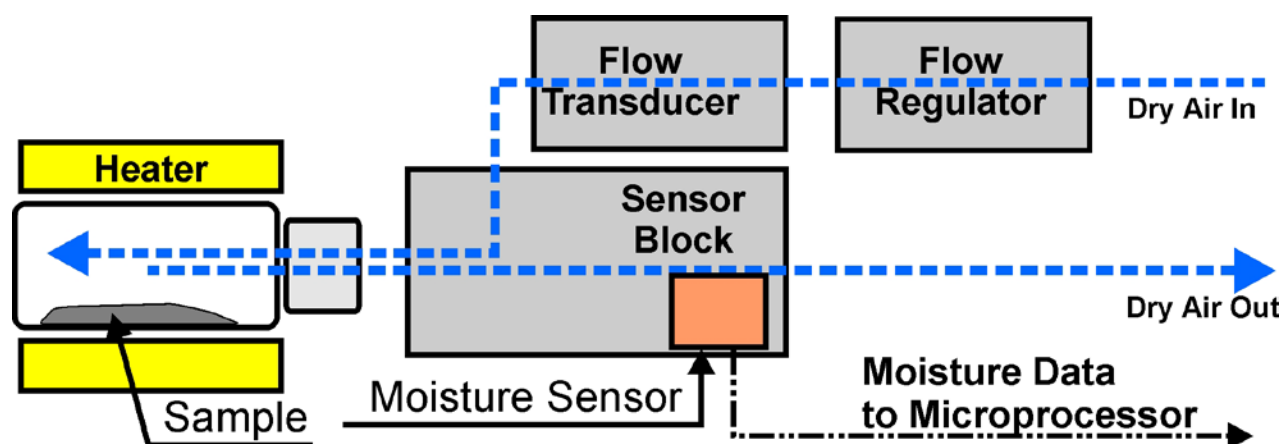 Flow
Transducer
Flow
Regulator
Dry Air In
Heater
Sensor
Block
Dry Air Out
Moisture Sensor
Sample
Moisture Data
to Microprocessor